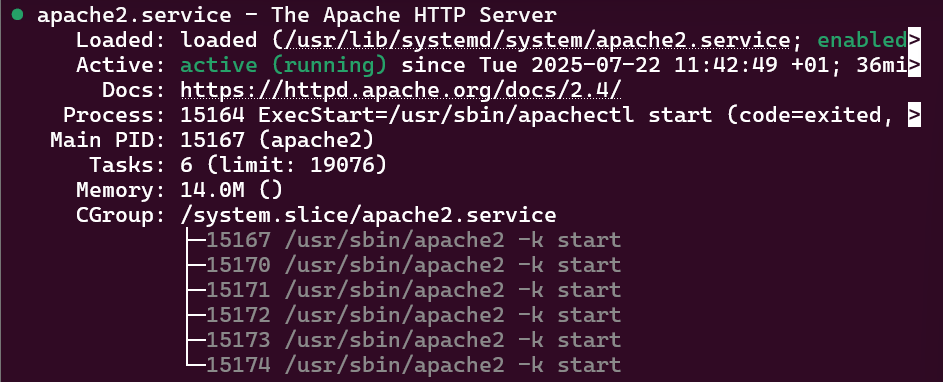 ● apache2.service - The Apache HTTP Server
Loaded: loaded (/usr/lib/systemd/system/apache2.service; enabled>
Active: active (running) since Tue 2025-07-22 11:42:49 +01; 36mi>
Docs: https://httpd.apache.org/docs/2.4/
Process: 15164 ExecStart=/usr/sbin/apachectl start (code=exited, >
Main PID: 15167 (apache2)
Tasks: 6 (limit: 19076)
Memory: 14.0M ()
CGroup: /system.slice/apache2.service
├─15167 /usr/sbin/apache2 -k start
├─15170 /usr/sbin/apache2 -k start
├─15171 /usr/sbin/apache2 -k start
├─15172 /usr/sbin/apache2 -k start
├─15173 /usr/sbin/apache2 -k start
└─15174 /usr/sbin/apache2 -k start